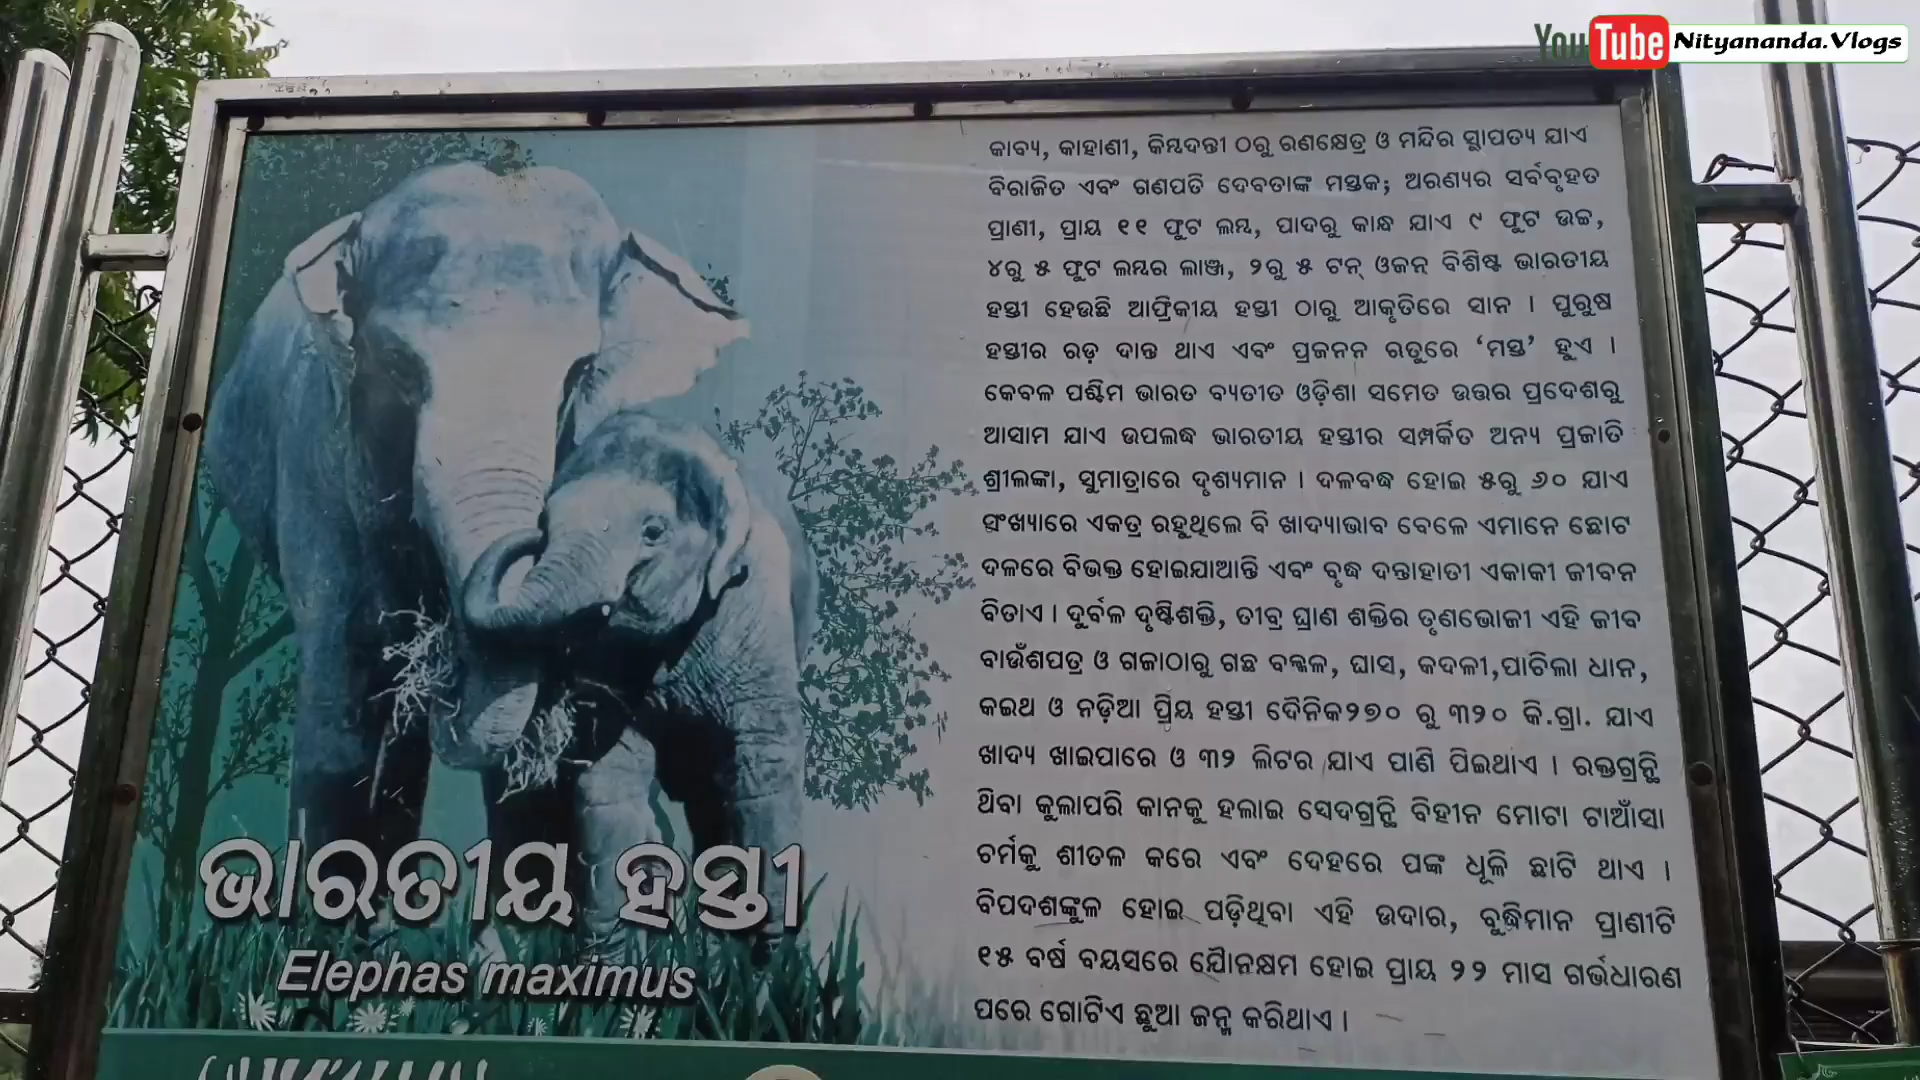 YouTube Nityananda.Vlogs
କାବ୍ୟ, କାହାଣୀ, କିମ୍ବଦନ୍ତୀ ଠରୁ ରଣକ୍ଷେତ୍ର ଓ ମନ୍ଦିର ସ୍ଥାପତ୍ୟ ଯାଏ
ବିରାଜିତ ଏବଂ ଗଣପତି ଦେବତାଙ୍କ ମସ୍ତକ; ଅରଣ୍ୟର ସର୍ବବୃହତ
ପ୍ରାଣୀ, ପ୍ରାୟ ୧୧ ଫୁଟ ଲମ୍ବ, ପାଦରୁ କାନ୍ଧ ଯାଏ ୯ ଫୁଟ ଉଚ୍ଚ,
୪ରୁ ୫ ଫୁଟ ଲମ୍ବର ଲାଞ୍ଜ, ୨ରୁ ୫ ଟନ୍ ଓଜନ୍ ବିଶିଷ୍ଟ ଭାରତୀୟ
ହସ୍ତୀ ହେଉଛି ଆଫ୍ରିକୀୟ ହସ୍ତୀ ଠାରୁ ଆକୃତିରେ ସାନ । ପୁରୁଷ
ହସ୍ତୀର ରଡ଼ ଦାନ୍ତ ଥାଏ ଏବଂ ପ୍ରଜନନ ଋତୁରେ ‘ମସ୍ତ’ ହୁଏ ।
କେବଳ ପଶ୍ଚିମ ଭାରତ ବ୍ୟତୀତ ଓଡ଼ିଶା ସମେତ ଉତ୍ତର ପ୍ରଦେଶରୁ
ଆସାମ ଯାଏ ଉପଲବ୍ଧ ଭାରତୀୟ ହସ୍ତୀର ସମ୍ପର୍କିତ ଅନ୍ୟ ପ୍ରଜାତି
ଶ୍ରୀଲଙ୍କା, ସୁମାତ୍ରାରେ ଦୃଶ୍ୟମାନ । ଦଳବଦ୍ଧ ହୋଇ ୫ରୁ ୬୦ ଯାଏ
ସଂଖ୍ୟାରେ ଏକତ୍ର ରହୁଥିଲେ ବି ଖାଦ୍ୟାଭାବ ବେଳେ ଏମାନେ ଛୋଟ
ଦଳରେ ବିଭକ୍ତ ହୋଇଯାଆନ୍ତି ଏବଂ ବୃଦ୍ଧ ଦନ୍ତାହାତୀ ଏକାକୀ ଜୀବନ
ବିତାଏ । ଦୁର୍ବଳ ଦୃଷ୍ଟିଶକ୍ତି, ତୀବ୍ର ଘ୍ରାଣ ଶକ୍ତିର ତୃଣଭୋଜୀ ଏହି ଜୀବ
ବାଉଁଶପତ୍ର ଓ ଗଜାଠାରୁ ଗଛ ବକ୍କଳ, ଘାସ, କଦଳୀ,ପାଚିଲା ଧାନ,
କଇଥ ଓ ନଡ଼ିଆ ପ୍ରିୟ ହସ୍ତୀ ଦୈନିକ୨୭୦ ରୁ ୩୨୦ କି.ଗ୍ରା. ଯାଏ
ଖାଦ୍ୟ ଖାଇପାରେ ଓ ୩୨ ଲିଟର ଯାଏ ପାଣି ପିଇଥାଏ । ରକ୍ତଗ୍ରନ୍ଥି
ଥିବା କୁଲାପରି କାନକୁ ହଲାଇ ସ୍ୱେଦଗ୍ରନ୍ଥି ବିହୀନ ମୋଟା ଟାଆଁସା
ଚର୍ମକୁ ଶୀତଳ କରେ ଏବଂ ଦେହରେ ପଙ୍କ ଧୂଳି ଛାଟି ଥାଏ ।
ବିପଦଶଙ୍କୁଳ ହୋଇ ପଡ଼ିଥିବା ଏହି ଉଦାର, ବୁଦ୍ଧିମାନ ପ୍ରାଣୀଟି
୧୫ ବର୍ଷ ବୟସରେ ଯୌନକ୍ଷମ ହୋଇ ପ୍ରାୟ ୨୨ ମାସ ଗର୍ଭଧାରଣ
ପରେ ଗୋଟିଏ ଛୁଆ ଜନ୍ମ କରିଥାଏ ।
ଭାରତୀୟ ହସ୍ତୀ
Elephas maximus